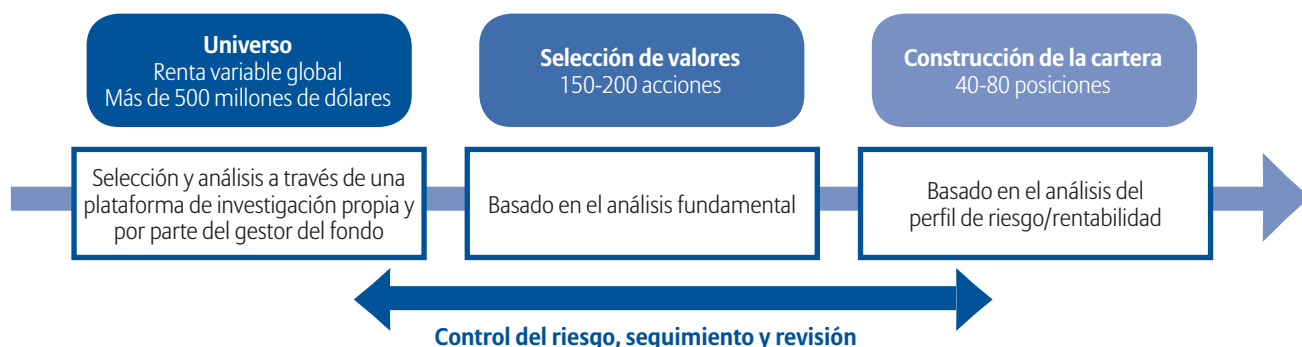 Universo
Renta variable global
Más de 500 millones de dólares
Selección de valores
150-200 acciones
Construcción de la cartera
40-80 posiciones
Selección y análisis a través de una
plataforma de investigación propia y
por parte del gestor del fondo
Basado en el análisis fundamental
Basado en el análisis del
perfil de riesgo/rentabilidad
Control del riesgo, seguimiento y revisión